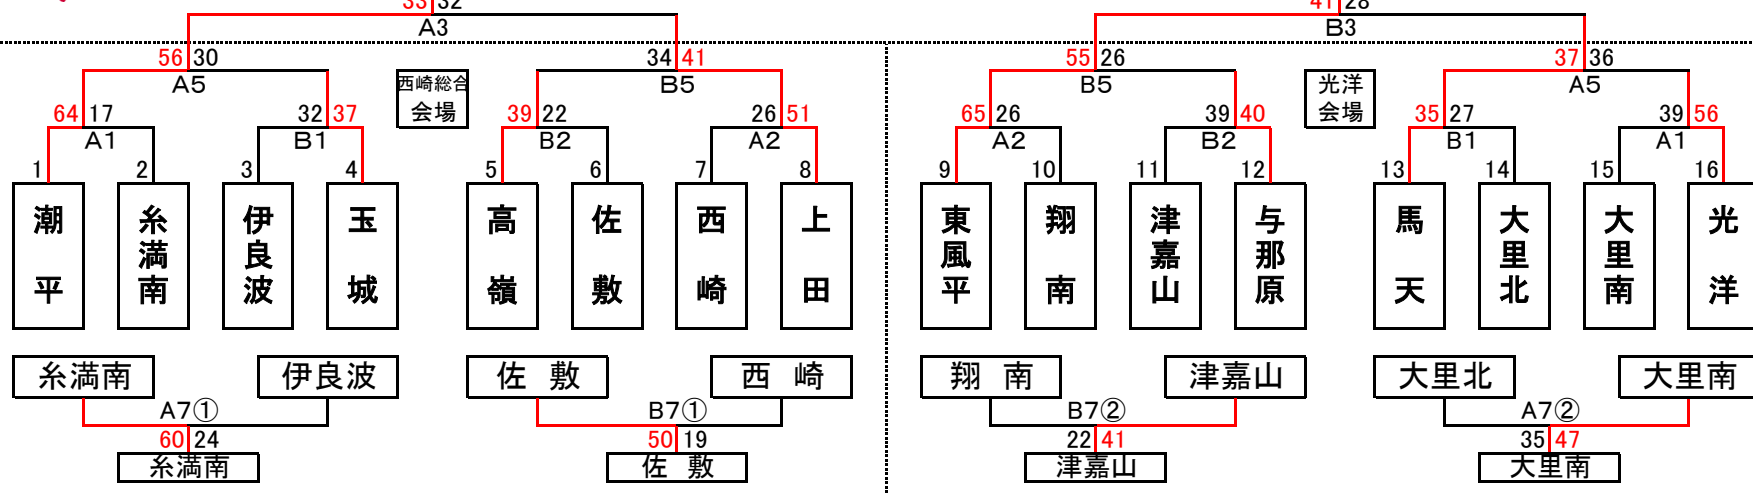 33 32 41 28
A3 B3
56 30 34 41 55 26 37 36
A5 B5 B5 A5
西崎総合
会場
光洋
会場
64 17 32 37 39 22 26 51 65 26 39 40 35 27 39 56
A1 B1 B2 A2 A2 B2 B1 A1
1 2 3 4 5 6 7 8 9 10 11 12 13 14 15 16
潮平 糸満南 伊良波 玉城 高嶺 佐敷 西崎 上田 東風平 翔南 津嘉山 与那原 馬天 大里北 大里南 光洋
糸満南 伊良波 佐敷 西崎 翔南 津嘉山 大里北 大里南
A7① B7① B7② A7②
60 24 50 19 22 41 35 47
糸満南 佐敷 津嘉山 大里南